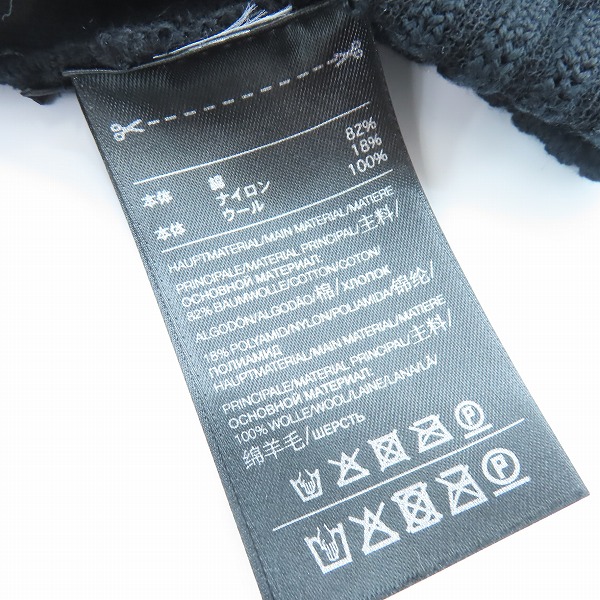 本体 綿 82%
ナイロン 18%
本体 ウール 100%
HAUPTMATERIAL/MAIN MATERIAL/MATIERE
PRINCIPALE/MATERIAL PRINCIPAL/主料/
ОСНОВНОЙ МАТЕРИАЛ:
82% BAUMWOLLE/COTTON/COTON/
ALGODÓN/ALGODÃO/棉/ХЛОПОК
18% POLYAMID/NYLON/POLIAMIDA/锦纶/
ПОЛИАМИД
HAUPTMATERIAL/MAIN MATERIAL/MATIERE
PRINCIPALE/MATERIAL PRINCIPAL/主料/
ОСНОВНОЙ МАТЕРИАЛ:
100% WOLLE/WOOL/LAINE/LANA/LÃ/
绵羊毛/ШЕРСТЬ
P
P